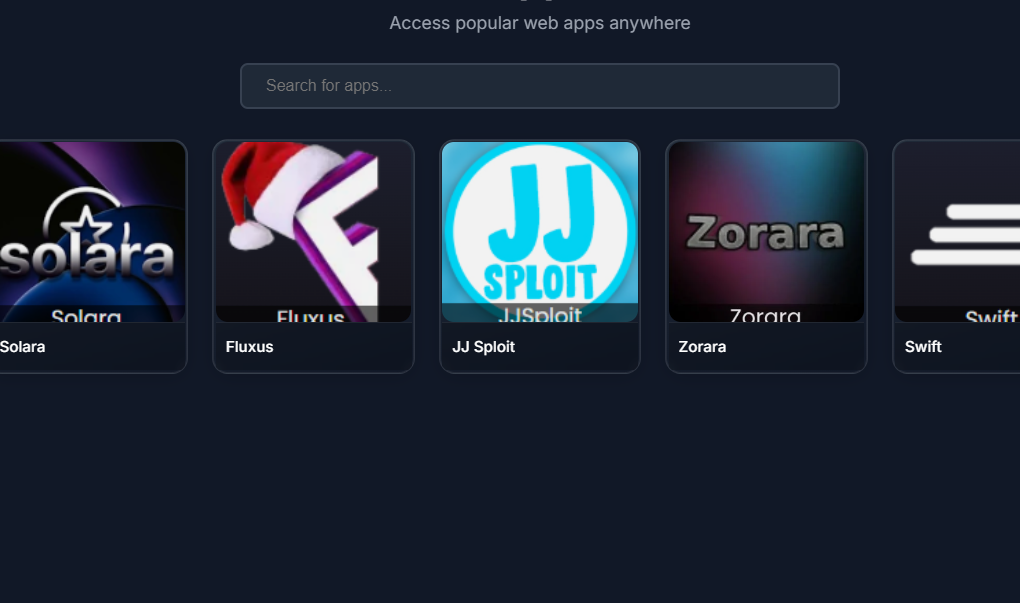 Access popular web apps anywhere
Search for apps...
solara
Solara
Solara
Fluxus
Fluxus
JJ
SPLOIT
JJSploit
JJ Sploit
Zorara
Zorara
Zorara
Swift
Swift